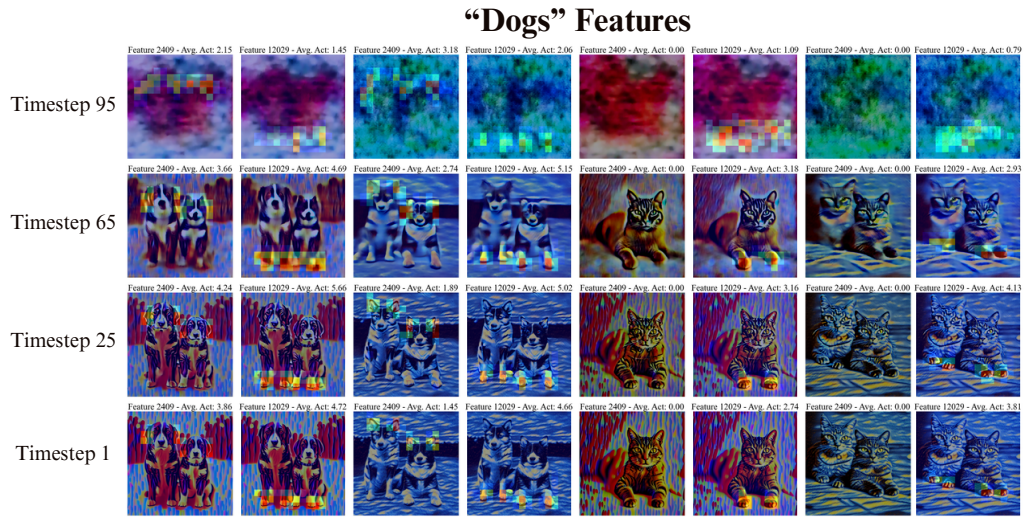 “Dogs” Features
Feature 2409 - Avg. Act: 2.15 Feature 12029 - Avg. Act: 1.45 Feature 2409 - Avg. Act: 3.18 Feature 12029 - Avg. Act: 2.06 Feature 2409 - Avg. Act: 0.00 Feature 12029 - Avg. Act: 1.09 Feature 2409 - Avg. Act: 0.00 Feature 12029 - Avg. Act: 0.79
Timestep 95
Feature 2409 - Avg. Act: 3.66 Feature 12029 - Avg. Act: 4.69 Feature 2409 - Avg. Act: 2.74 Feature 12029 - Avg. Act: 5.15 Feature 2409 - Avg. Act: 0.00 Feature 12029 - Avg. Act: 3.18 Feature 2409 - Avg. Act: 0.00 Feature 12029 - Avg. Act: 2.93
Timestep 65
Feature 2409 - Avg. Act: 4.24 Feature 12029 - Avg. Act: 5.66 Feature 2409 - Avg. Act: 1.89 Feature 12029 - Avg. Act: 5.02 Feature 2409 - Avg. Act: 0.00 Feature 12029 - Avg. Act: 3.16 Feature 2409 - Avg. Act: 0.00 Feature 12029 - Avg. Act: 4.13
Timestep 25
Feature 2409 - Avg. Act: 3.86 Feature 12029 - Avg. Act: 4.72 Feature 2409 - Avg. Act: 1.45 Feature 12029 - Avg. Act: 4.66 Feature 2409 - Avg. Act: 0.00 Feature 12029 - Avg. Act: 2.74 Feature 2409 - Avg. Act: 0.00 Feature 12029 - Avg. Act: 3.81
Timestep 1